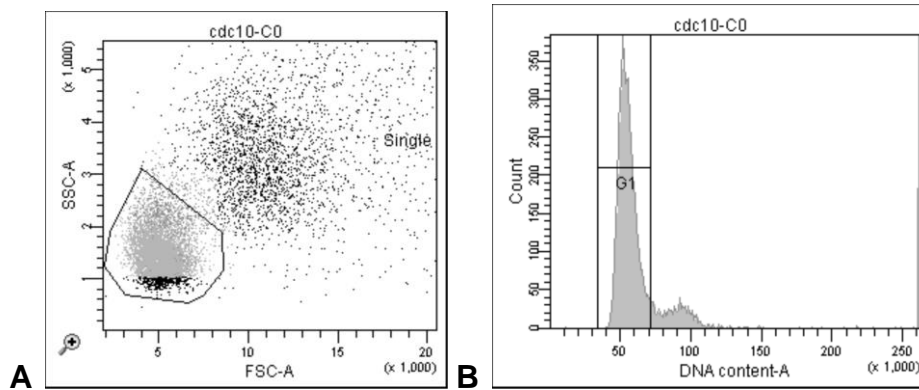 A
cdc10-C0
SSC-A
(x 1,000)
1
2
3
4
5
Single
5
10
15
20
FSC-A
(x 1,000)
B
cdc10-C0
Count
0
50
100
150
200
250
300
350
G1
50
100
150
200
250
DNA content-A
(x 1,000)